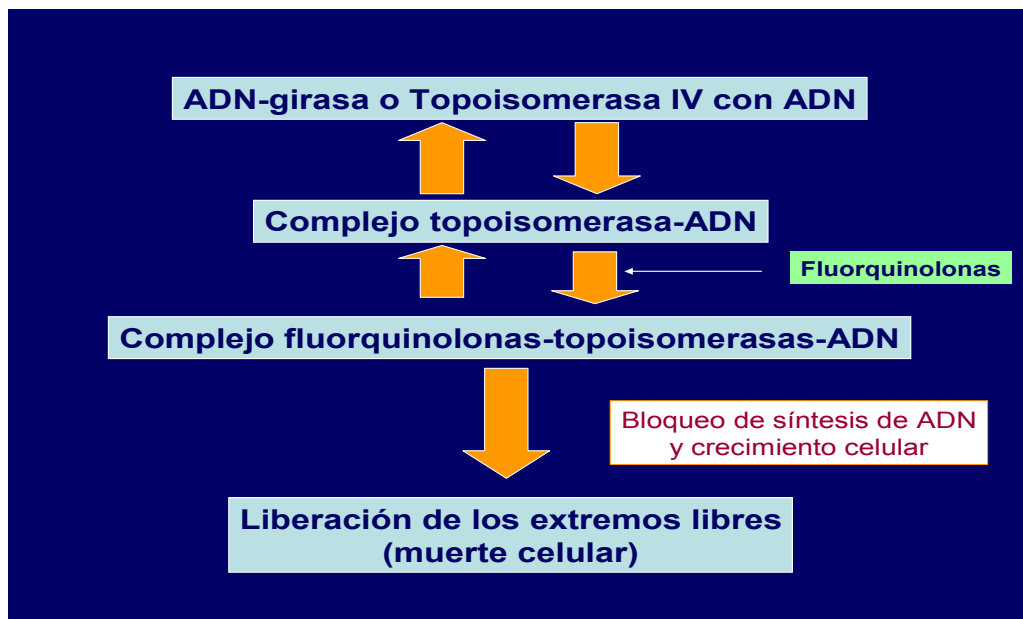 ADN-girasa o Topoisomerasa IV con ADN
Complejo topoisomerasa-ADN
Fluorquinolonas
Complejo fluorquinolonas-topoisomerasas-ADN
Bloqueo de síntesis de ADN
y crecimiento celular
Liberación de los extremos libres
(muerte celular)